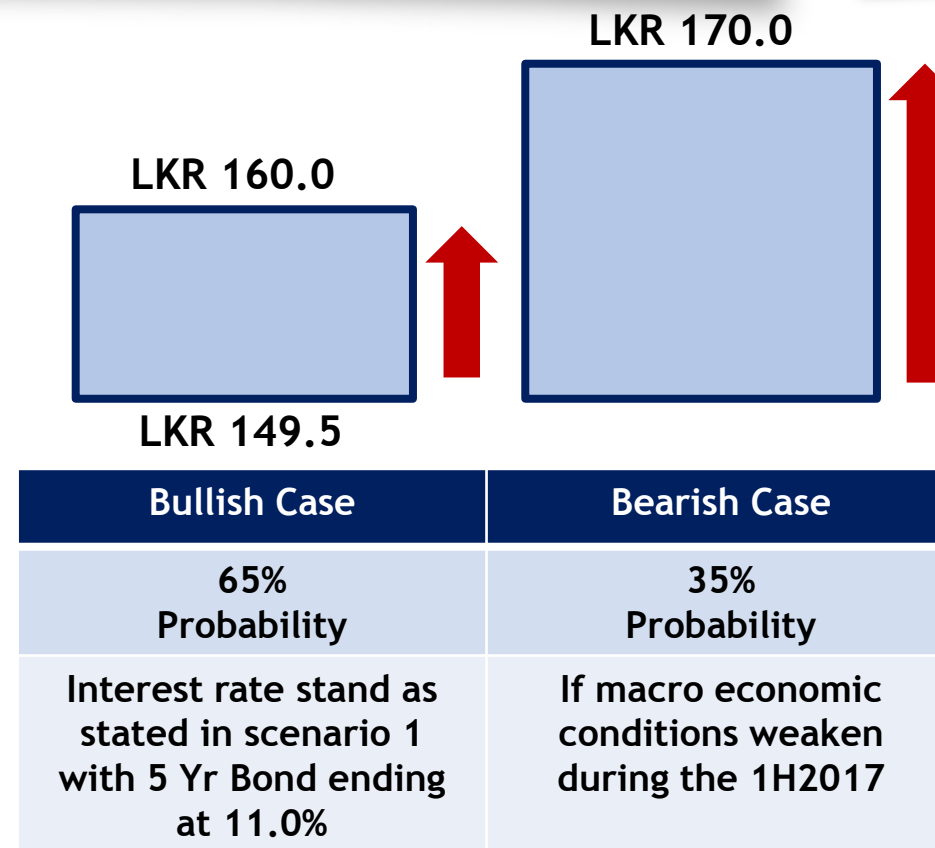 LKR 170.0
LKR 160.0
LKR 149.5
Bullish Case
Bearish Case
65%
Probability
35%
Probability
Interest rate stand as
stated in scenario 1
with 5 Yr Bond ending
at 11.0%
If macro economic
conditions weaken
during the 1H2017